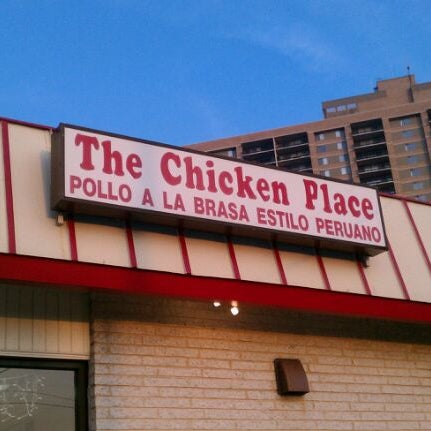 The Chicken Place
POLLO A LA BRASA ESTILO PERUANO